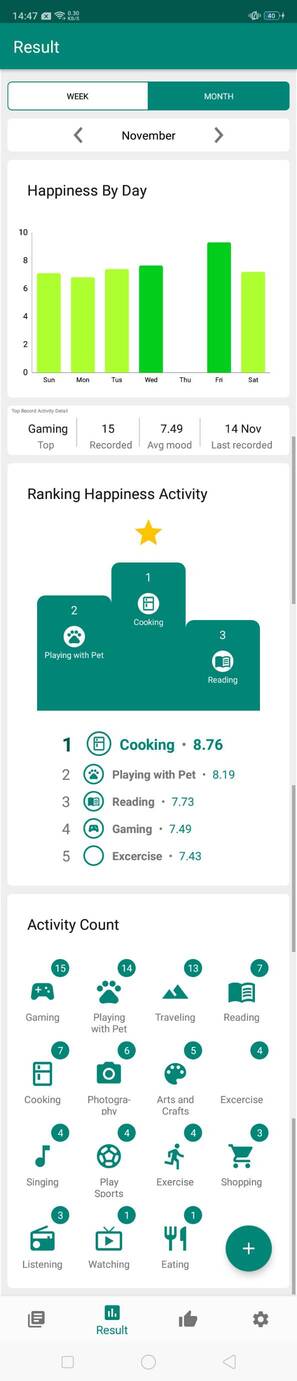 14:47 0.30 KB/S 40
Result
WEEK MONTH
November
Happiness By Day
10
8
6
4
2
0
Sun Mon Tus Wed Thu Fri Sat
Top Record Activity Detail
Gaming 15 7.49 14 Nov
Top Recorded Avg mood Last recorded
Ranking Happiness Activity
1
Cooking
2
Playing with Pet
3
Reading
1 Cooking • 8.76
2 Playing with Pet • 8.19
3 Reading • 7.73
4 Gaming • 7.49
5 Excercise • 7.43
Activity Count
15 14 13 7
Gaming Playing with Pet Traveling Reading
7 6 5 4
Cooking Photogra-phy Arts and Crafts Excercise
4 4 4 3
Singing Play Sports Exercise Shopping
3 1 1
Listening Watching Eating
+
Result